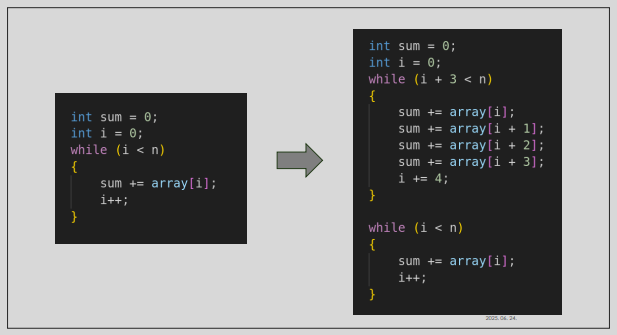 int sum = 0;
int i = 0;
while (i < n)
{
    sum += array[i];
    i++;
}
int sum = 0;
int i = 0;
while (i + 3 < n)
{
    sum += array[i];
    sum += array[i + 1];
    sum += array[i + 2];
    sum += array[i + 3];
    i += 4;
}

while (i < n)
{
    sum += array[i];
    i++;
}
2025. 06. 24.